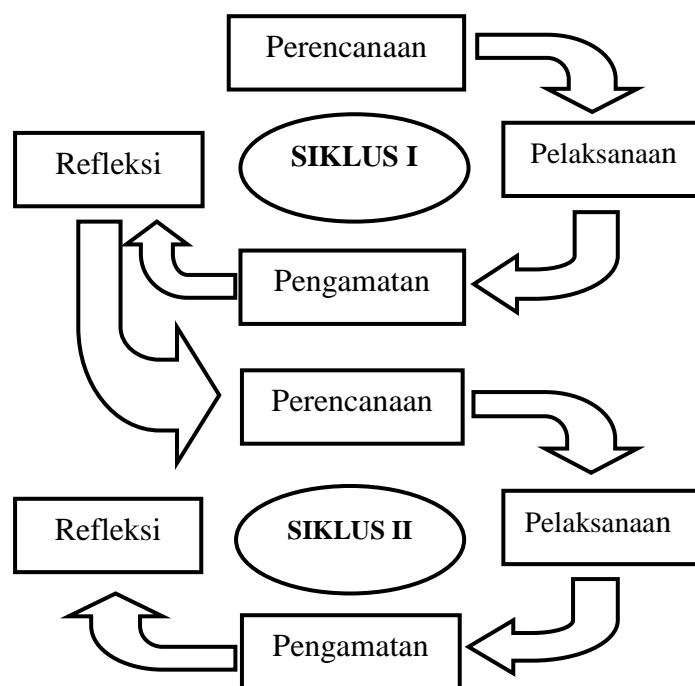 Perencanaan
Refleksi
SIKLUS I
Pelaksanaan
Pengamatan
Perencanaan
Refleksi
SIKLUS II
Pelaksanaan
Pengamatan